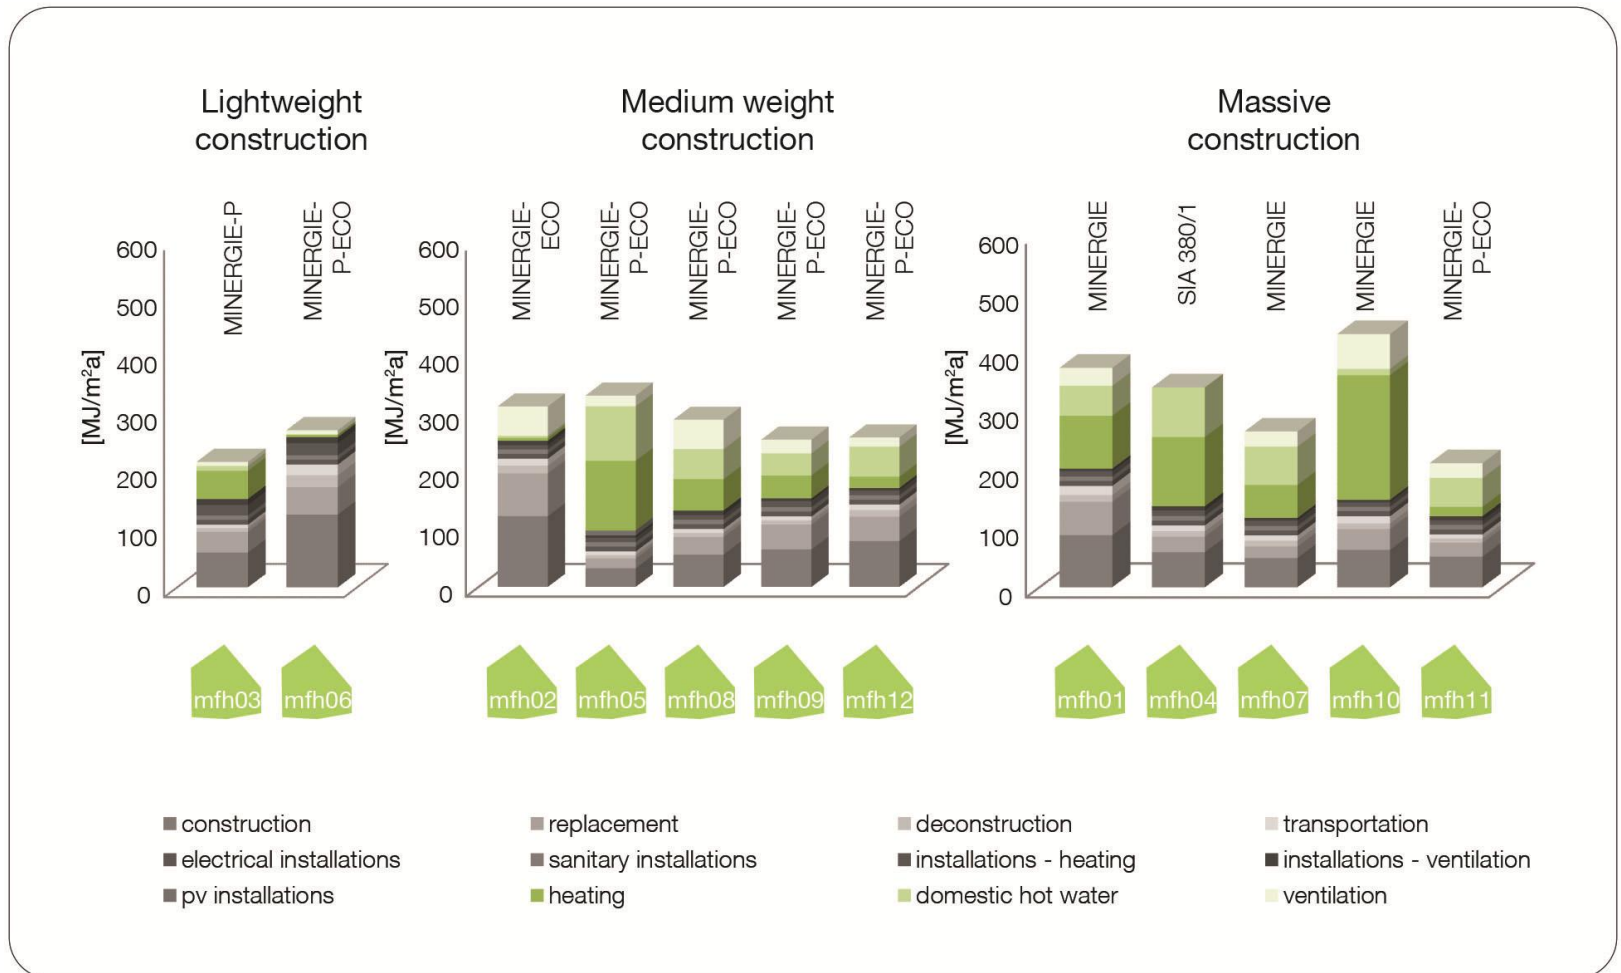 Lightweight
construction
Medium weight
construction
Massive
construction
MINERGIE-P
MINERGIE-
P-ECO
MINERGIE-
ECO
MINERGIE-
P-ECO
MINERGIE-
P-ECO
MINERGIE-
P-ECO
MINERGIE-
P-ECO
MINERGIE
SIA 380/1
MINERGIE
MINERGIE
MINERGIE-
P-ECO
[MJ/m²a]
600
500
400
300
200
100
0
[MJ/m²a]
600
500
400
300
200
100
0
[MJ/m²a]
600
500
400
300
200
100
0
mfh03 mfh06 mfh02 mfh05 mfh08 mfh09 mfh12 mfh01 mfh04 mfh07 mfh10 mfh11
construction replacement deconstruction transportation
electrical installations sanitary installations installations - heating installations - ventilation
pv installations heating domestic hot water ventilation